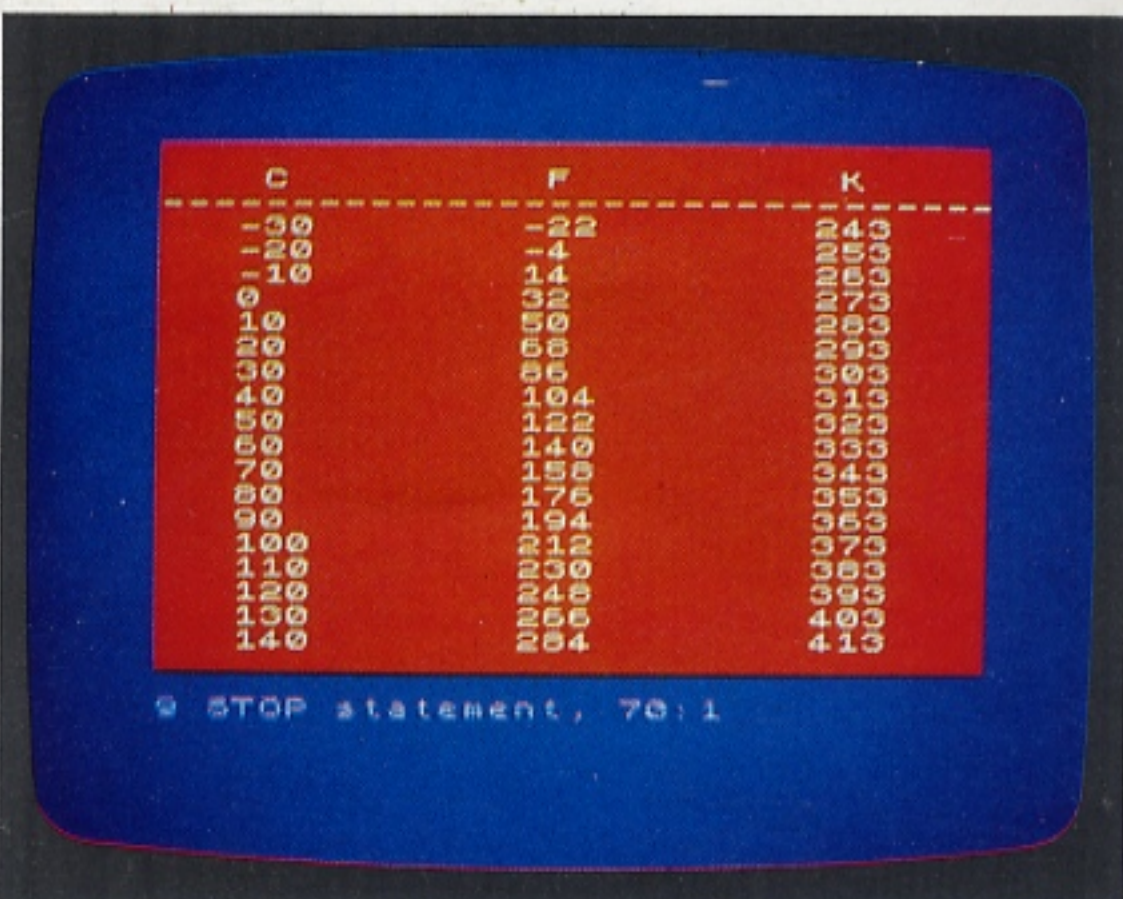 C F K
--------------------------------
-30 -22 243
-20 -4 253
-10 14 263
0 32 273
10 50 283
20 68 293
30 86 303
40 104 313
50 122 323
60 140 333
70 158 343
80 176 353
90 194 363
100 212 373
110 230 383
120 248 393
130 266 403
140 284 413
9 STOP statement, 70:1